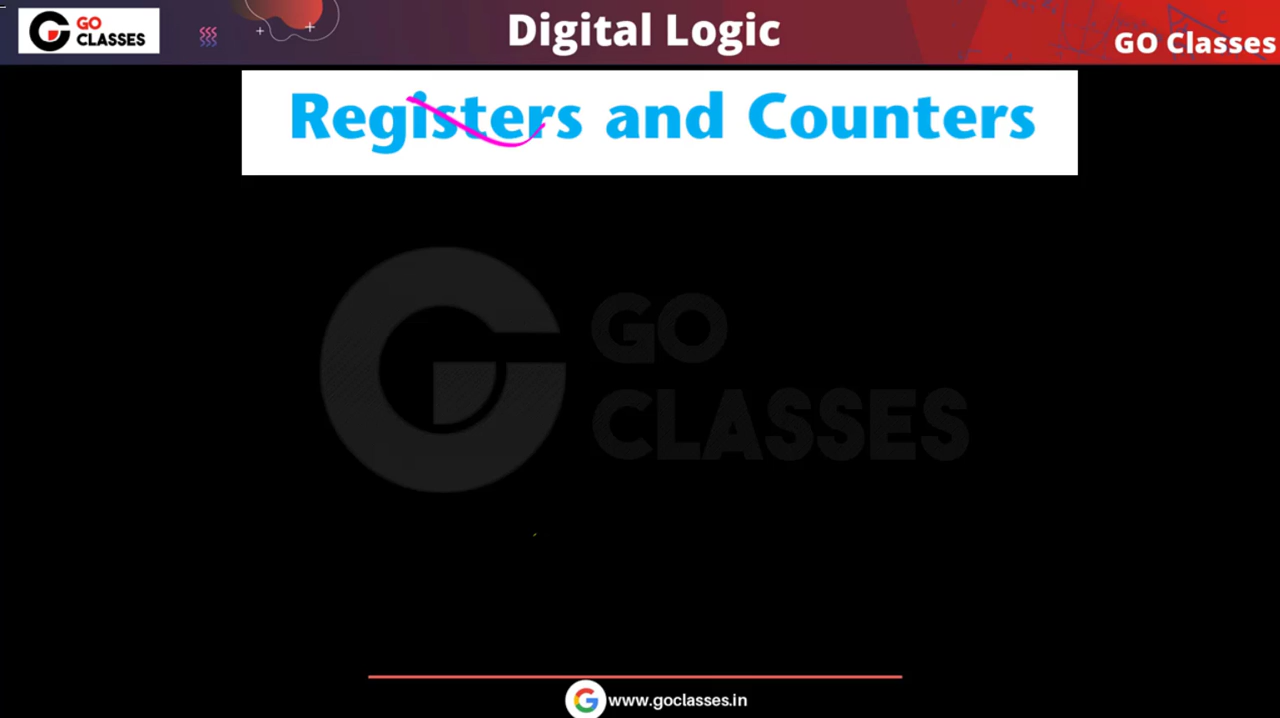 GO
CLASSES
Digital Logic
GO Classes
Registers and Counters
GO
CLASSES
www.goclasses.in